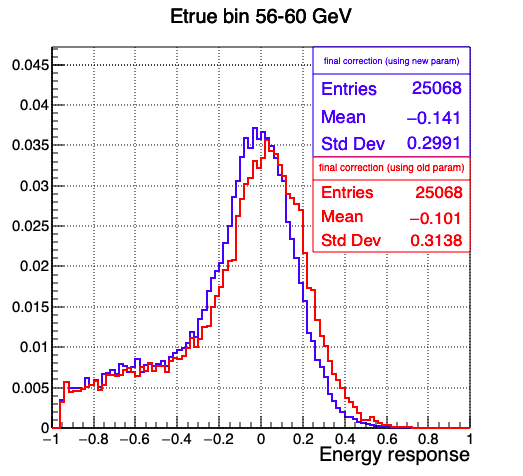 Etrue bin 56-60 GeV
final correction (using new param)
Entries 25068
Mean −0.141
Std Dev 0.2991
final correction (using old param)
Entries 25068
Mean −0.101
Std Dev 0.3138
0.045
0.04
0.035
0.03
0.025
0.02
0.015
0.01
0.005
0
−1 −0.8 −0.6 −0.4 −0.2 0 0.2 0.4 0.6 0.8 1
Energy response